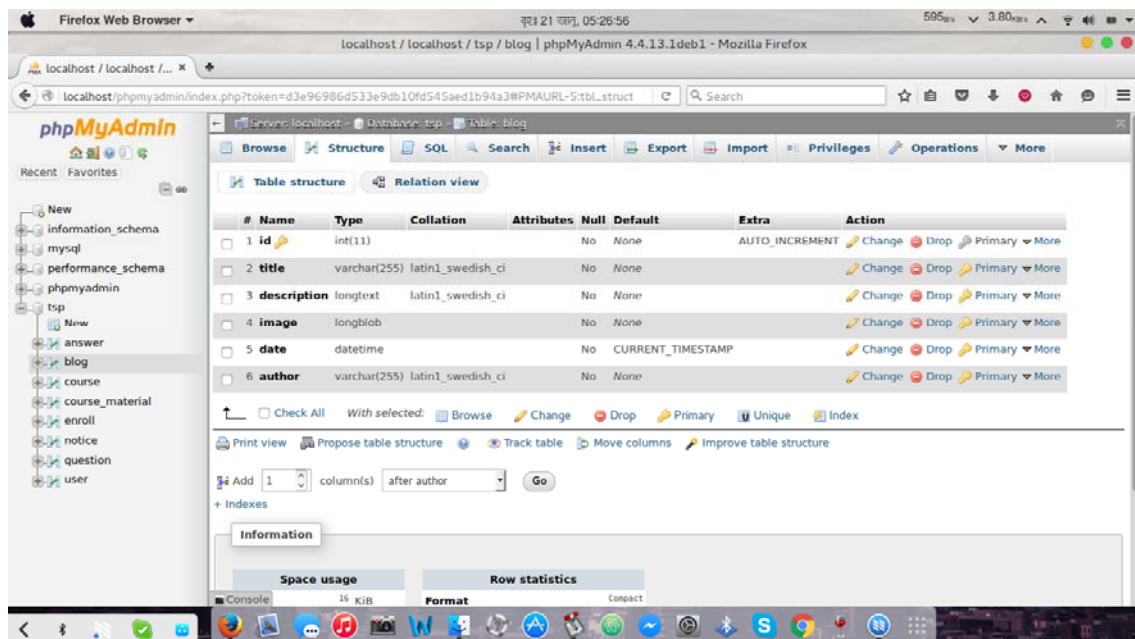 Firefox Web Browser
বৃহঃ 21 জানু, 05:26:56
595 B/s 3.80 KB/s
localhost / localhost / tsp / blog | phpMyAdmin 4.4.13.1deb1 - Mozilla Firefox
localhost / localhost /...
localhost/phpmyadmin/index.php?token=d3e96986d533e9db10fd545aed1b94a3#PMAURL-5:tbl_struct
Search
phpMyAdmin
Recent Favorites
New
information_schema
mysql
performance_schema
phpmyadmin
tsp
New
answer
blog
course
course_material
enroll
notice
question
user
Server: localhost » Database: tsp » Table: blog
Browse Structure SQL Search Insert Export Import Privileges Operations More
Table structure Relation view
# Name Type Collation Attributes Null Default Extra Action
1 id int(11) No None AUTO_INCREMENT Change Drop Primary More
2 title varchar(255) latin1_swedish_ci No None Change Drop Primary More
3 description longtext latin1_swedish_ci No None Change Drop Primary More
4 image longblob No None Change Drop Primary More
5 date datetime No CURRENT_TIMESTAMP Change Drop Primary More
6 author varchar(255) latin1_swedish_ci No None Change Drop Primary More
Check All With selected: Browse Change Drop Primary Unique Index
Print view Propose table structure Track table Move columns Improve table structure
Add 1 column(s) after author Go
+ Indexes
Information
Space usage
Row statistics
16 KiB
Format Compact
Console